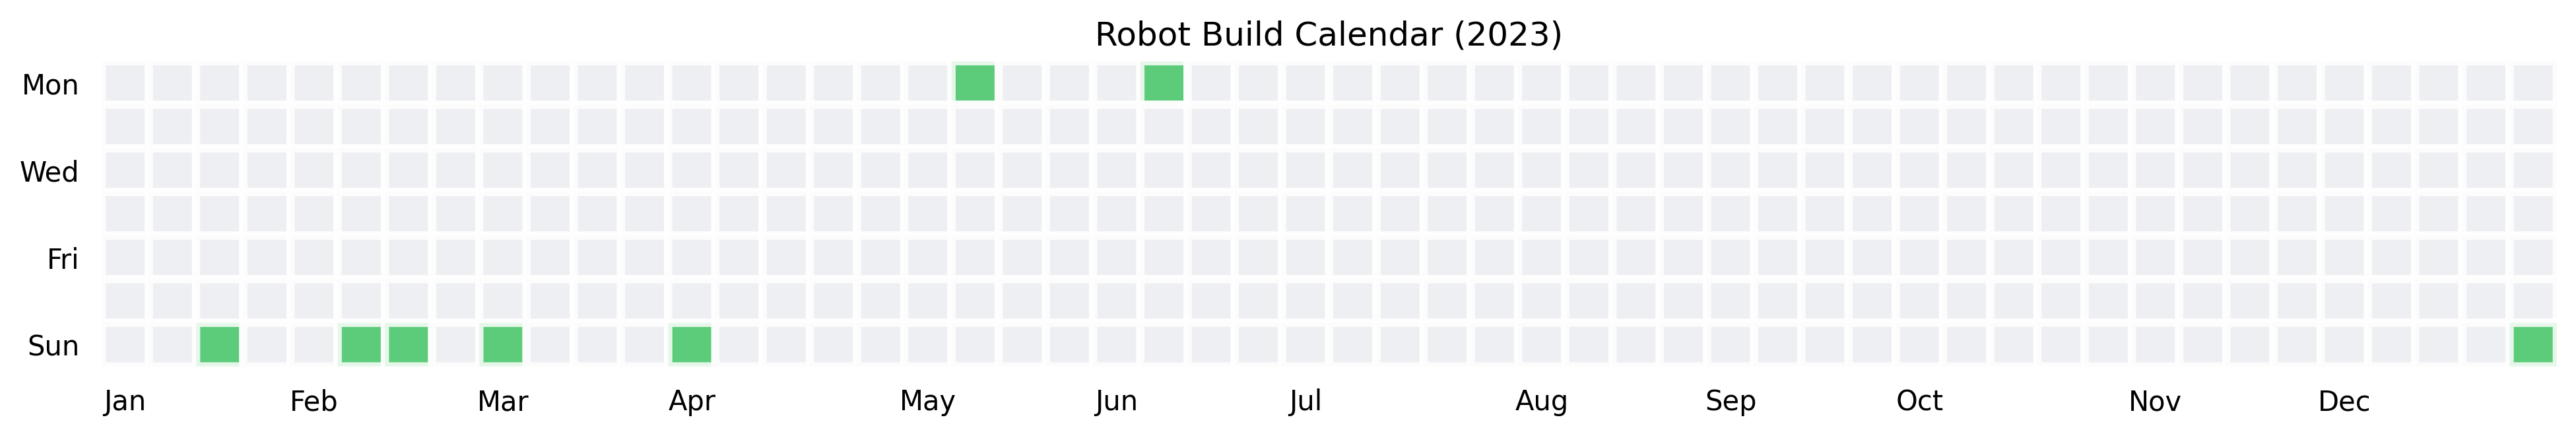 Robot Build Calendar (2023)
Mon
Wed
Fri
Sun
Jan Feb Mar Apr May Jun Jul Aug Sep Oct Nov Dec